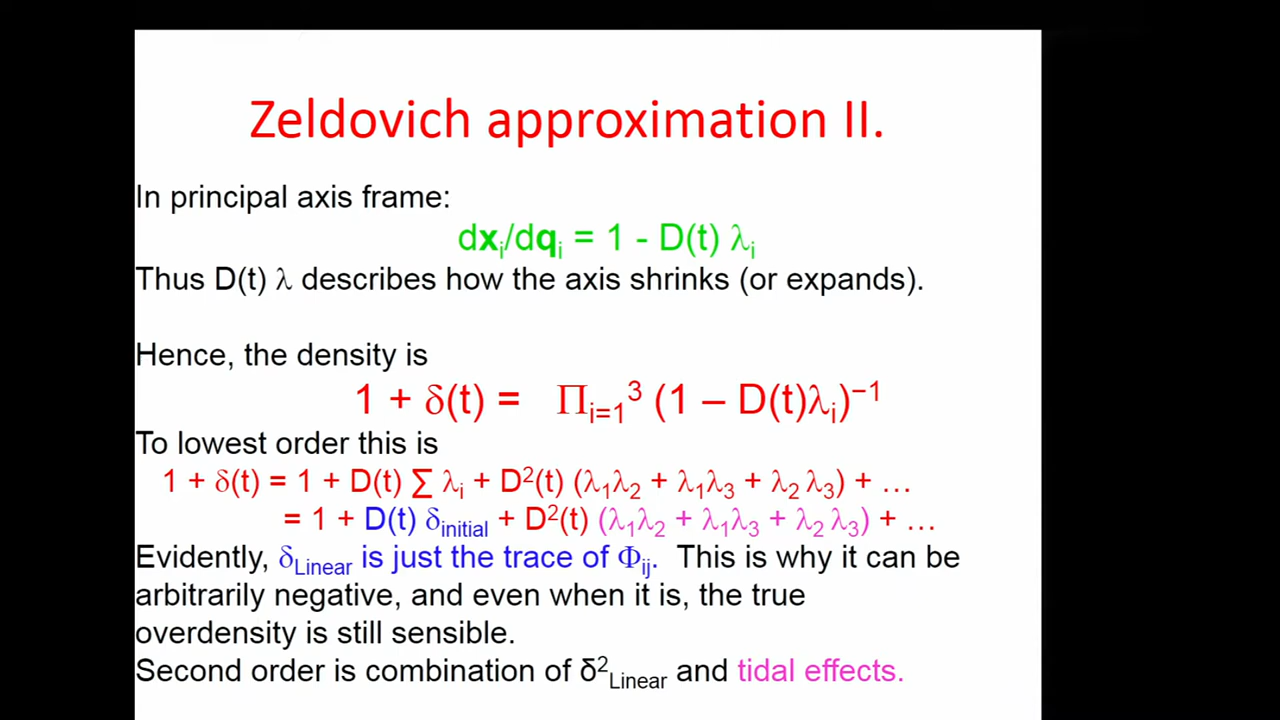 Zeldovich approximation II.
In principal axis frame:
dxᵢ/dqᵢ = 1 - D(t) λᵢ
Thus D(t) λ describes how the axis shrinks (or expands).
Hence, the density is
1 + δ(t) = Πᵢ₌₁³ (1 – D(t)λᵢ)⁻¹
To lowest order this is
1 + δ(t) = 1 + D(t) ∑ λᵢ + D²(t) (λ₁λ₂ + λ₁λ₃ + λ₂ λ₃) + …
= 1 + D(t) δ_initial + D²(t) (λ₁λ₂ + λ₁λ₃ + λ₂ λ₃) + …
Evidently, δ_Linear is just the trace of Φᵢⱼ. This is why it can be
arbitrarily negative, and even when it is, the true
overdensity is still sensible.
Second order is combination of δ²_Linear and tidal effects.